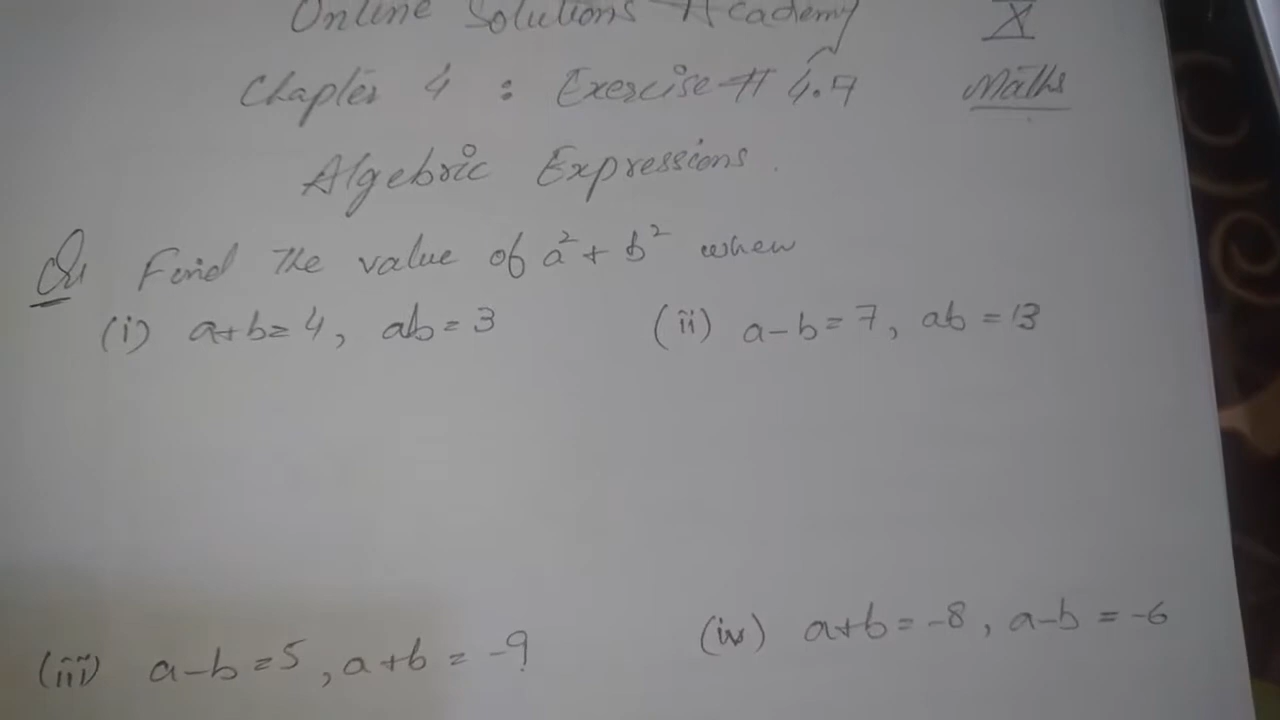 Online Solutions Academy X
Chapter 4 : Exercise # 4.7 Maths
Algebric Expressions.
Q1 Find the value of a² + b² when
(i) a+b=4, ab=3 (ii) a-b=7, ab=13
(iii) a-b=5, a+b=-9 (iv) a+b=-8, a-b=-6